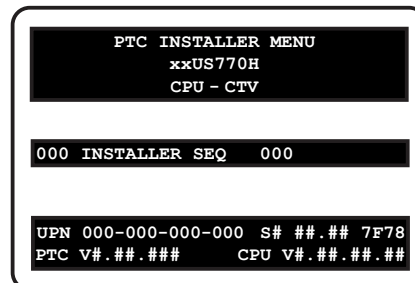 PTC INSTALLER MENU
xxUS770H
CPU – CTV
000 INSTALLER SEQ 000
UPN 000-000-000-000 S# ##.## 7F78
PTC V#.##.### CPU V#.##.##.##